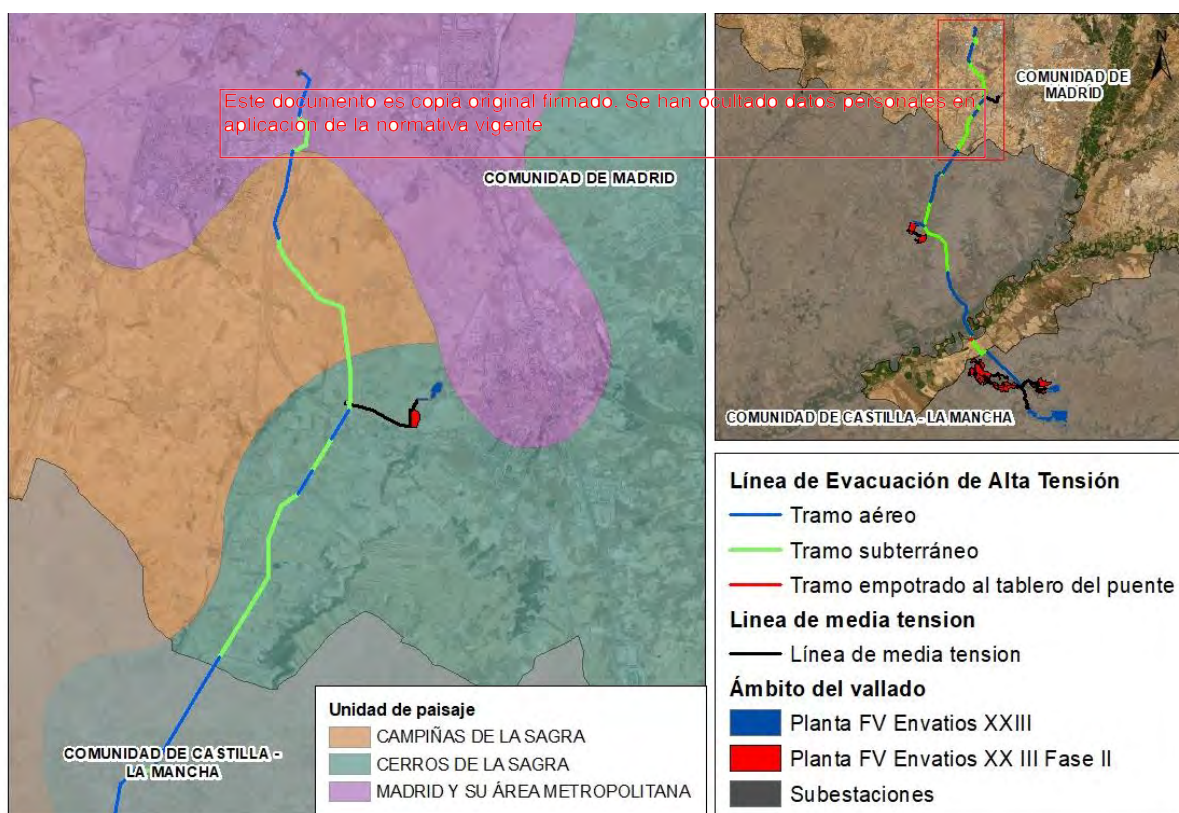 Este documento es copia original firmado. Se han ocultado datos personales en
aplicación de la normativa vigente
COMUNIDAD DE MADRID
COMUNIDAD DE CASTILLA -
LA MANCHA
Unidad de paisaje
CAMPIÑAS DE LA SAGRA
CERROS DE LA SAGRA
MADRID Y SU ÁREA METROPOLITANA
N
COMUNIDAD DE
MADRID
COMUNIDAD DE CASTILLA - LA MANCHA
Línea de Evacuación de Alta Tensión
Tramo aéreo
Tramo subterráneo
Tramo empotrado al tablero del puente
Linea de media tension
Línea de media tension
Ámbito del vallado
Planta FV Envatios XXIII
Planta FV Envatios XX III Fase II
Subestaciones